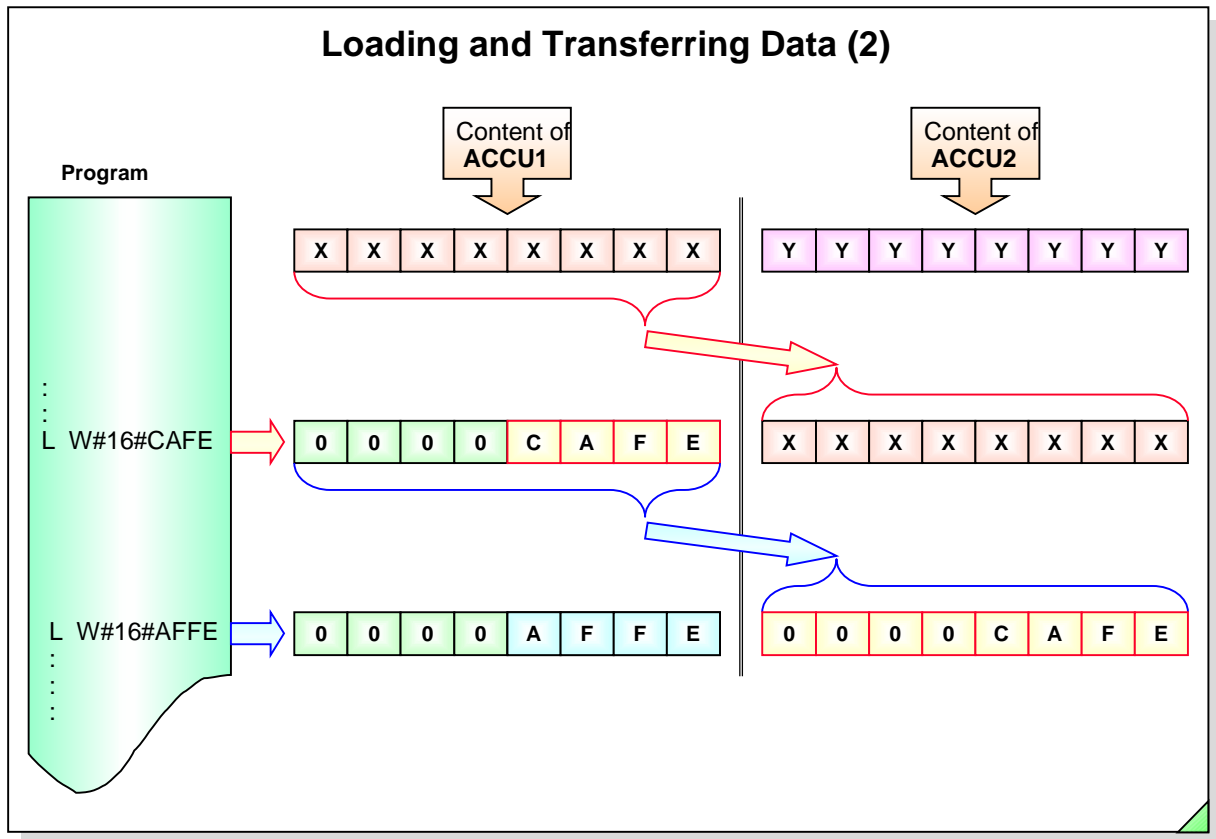 Loading and Transferring Data (2)
Content of
ACCU1
Content of
ACCU2
Program
X X X X X X X X
Y Y Y Y Y Y Y Y
:
:
L W#16#CAFE
0 0 0 0 C A F E
X X X X X X X X
L W#16#AFFE
0 0 0 0 A F F E
0 0 0 0 C A F E
:
:
: